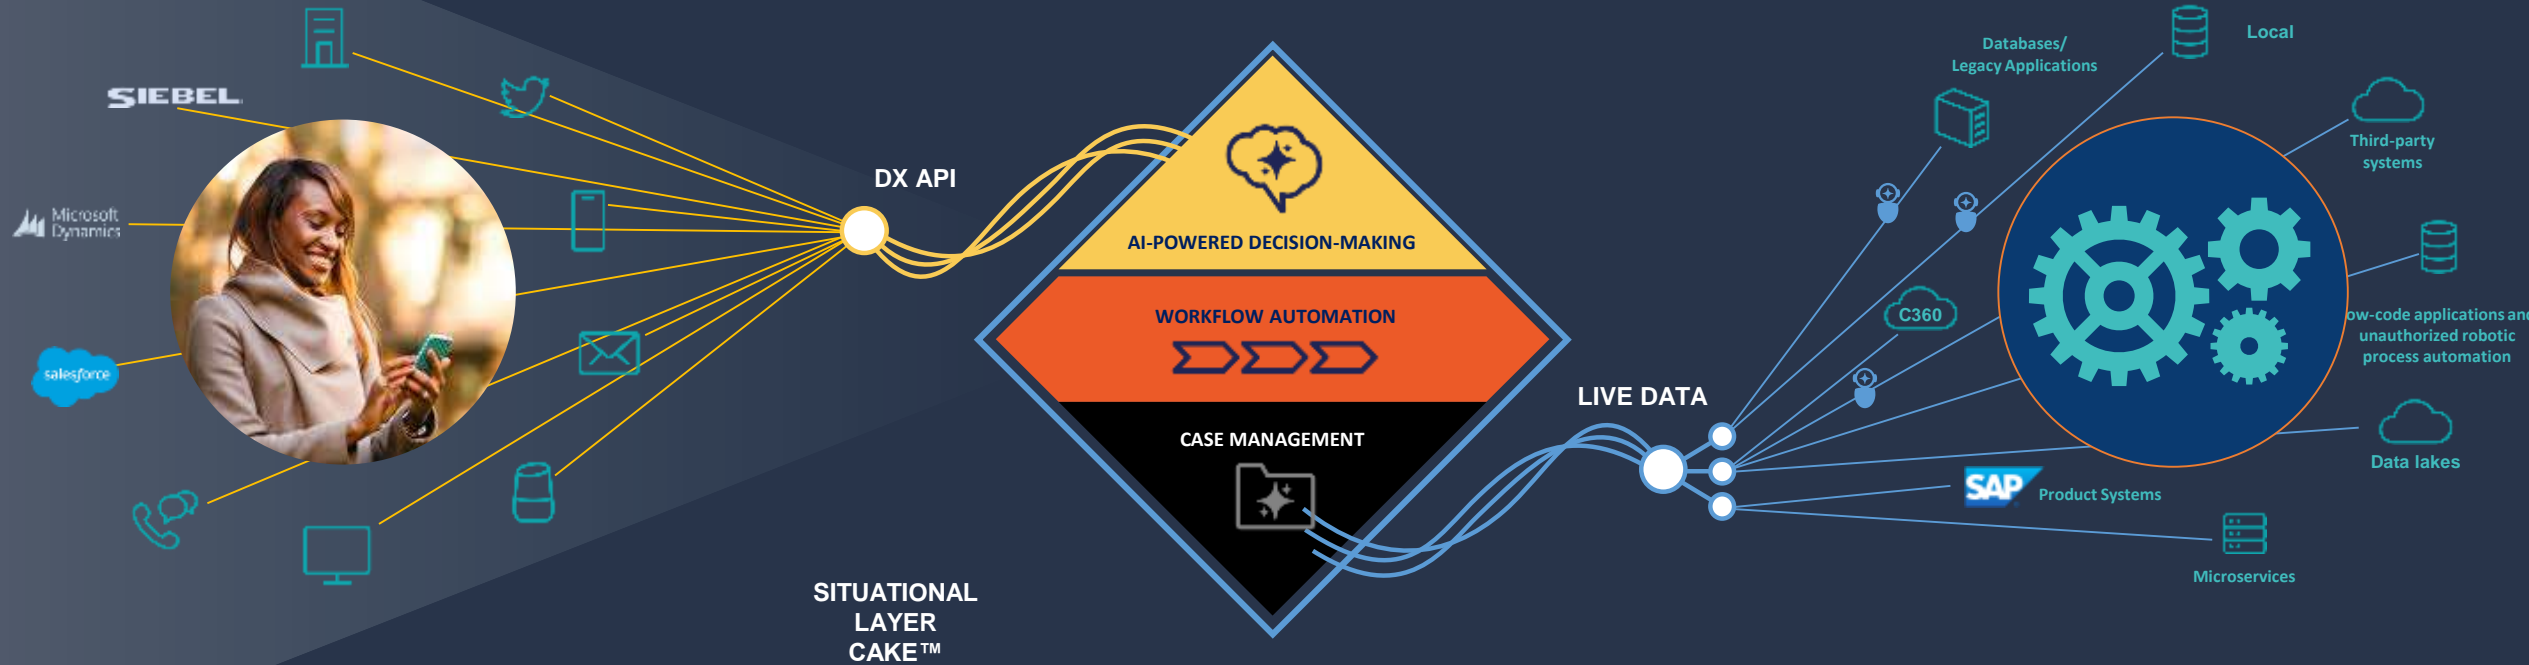 SIEBEL
Microsoft
Dynamics
salesforce
DX API
SITUATIONAL
LAYER
CAKE™
AI-POWERED DECISION-MAKING
WORKFLOW AUTOMATION
CASE MANAGEMENT
LIVE DATA
Databases/
Legacy Applications
Local
Third-party
systems
C360
ow-code applications and
unauthorized robotic
process automation
Data lakes
SAP
Product Systems
Microservices